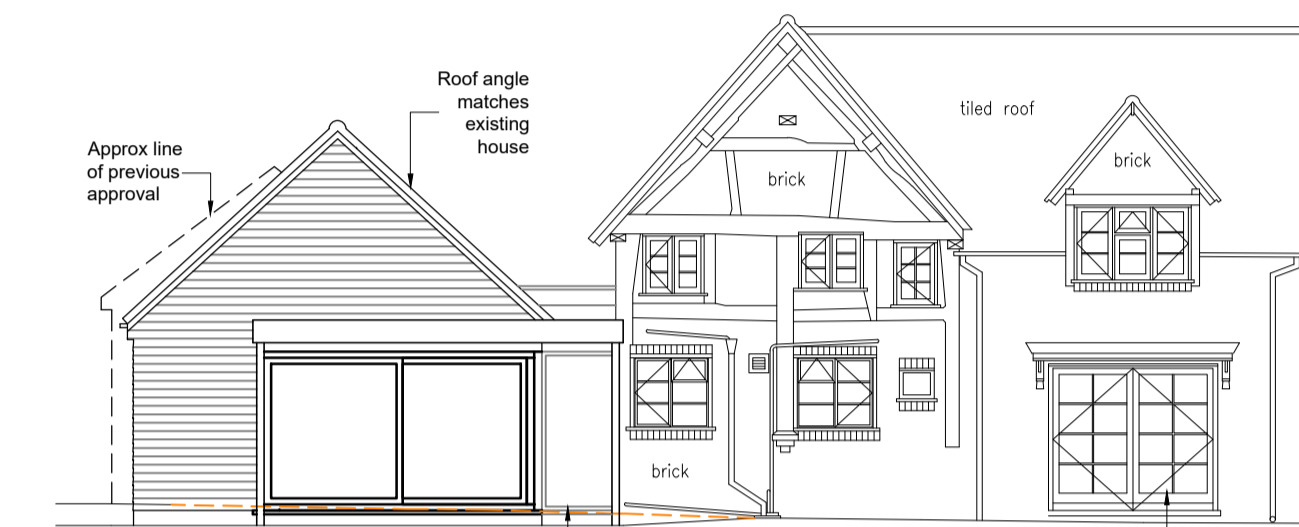 Approx line
of previous
approval
Roof angle
matches
existing
house
tiled roof
brick
brick
brick